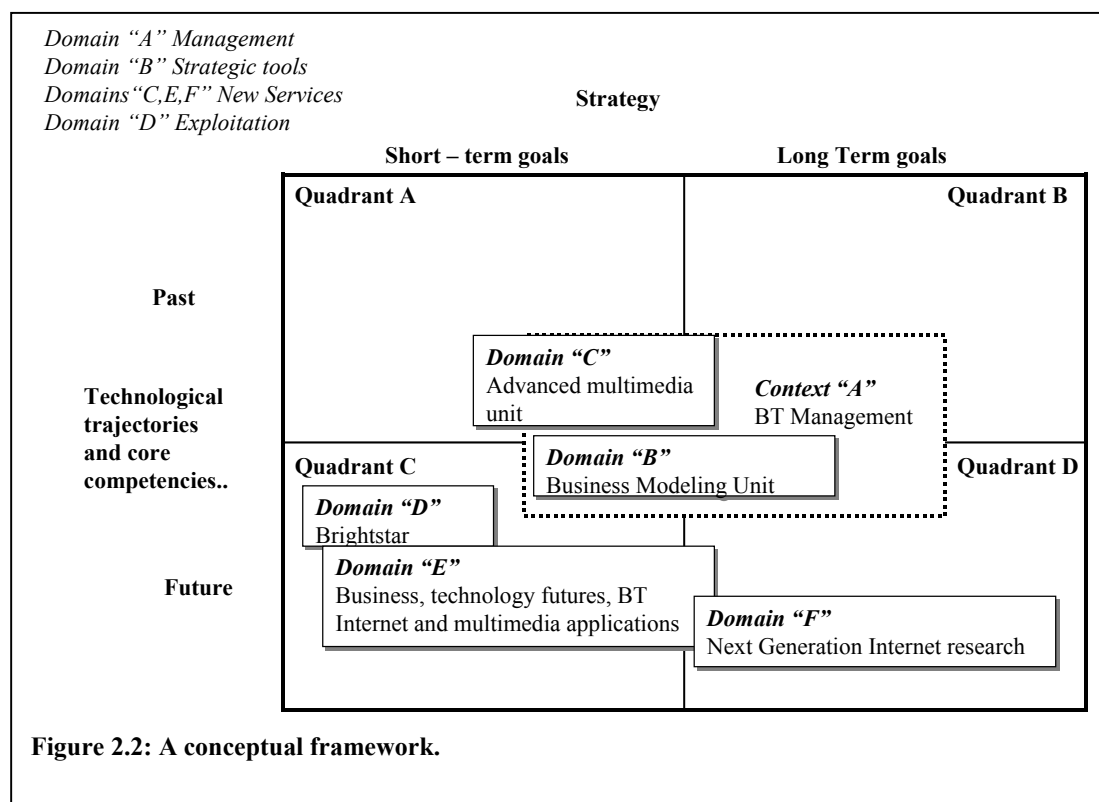 Domain “A” Management
Domain “B” Strategic tools
Domains“C,E,F” New Services
Domain “D” Exploitation
Strategy
Short – term goals
Long Term goals
Quadrant A
Quadrant B
Past
Domain “C”
Advanced multimedia
unit
Context “A”
BT Management
Technological
trajectories
and core
competencies..
Quadrant C
Domain “B”
Business Modeling Unit
Quadrant D
Domain “D”
Brightstar
Future
Domain “E”
Business, technology futures, BT
Internet and multimedia applications
Domain “F”
Next Generation Internet research
Figure 2.2: A conceptual framework.